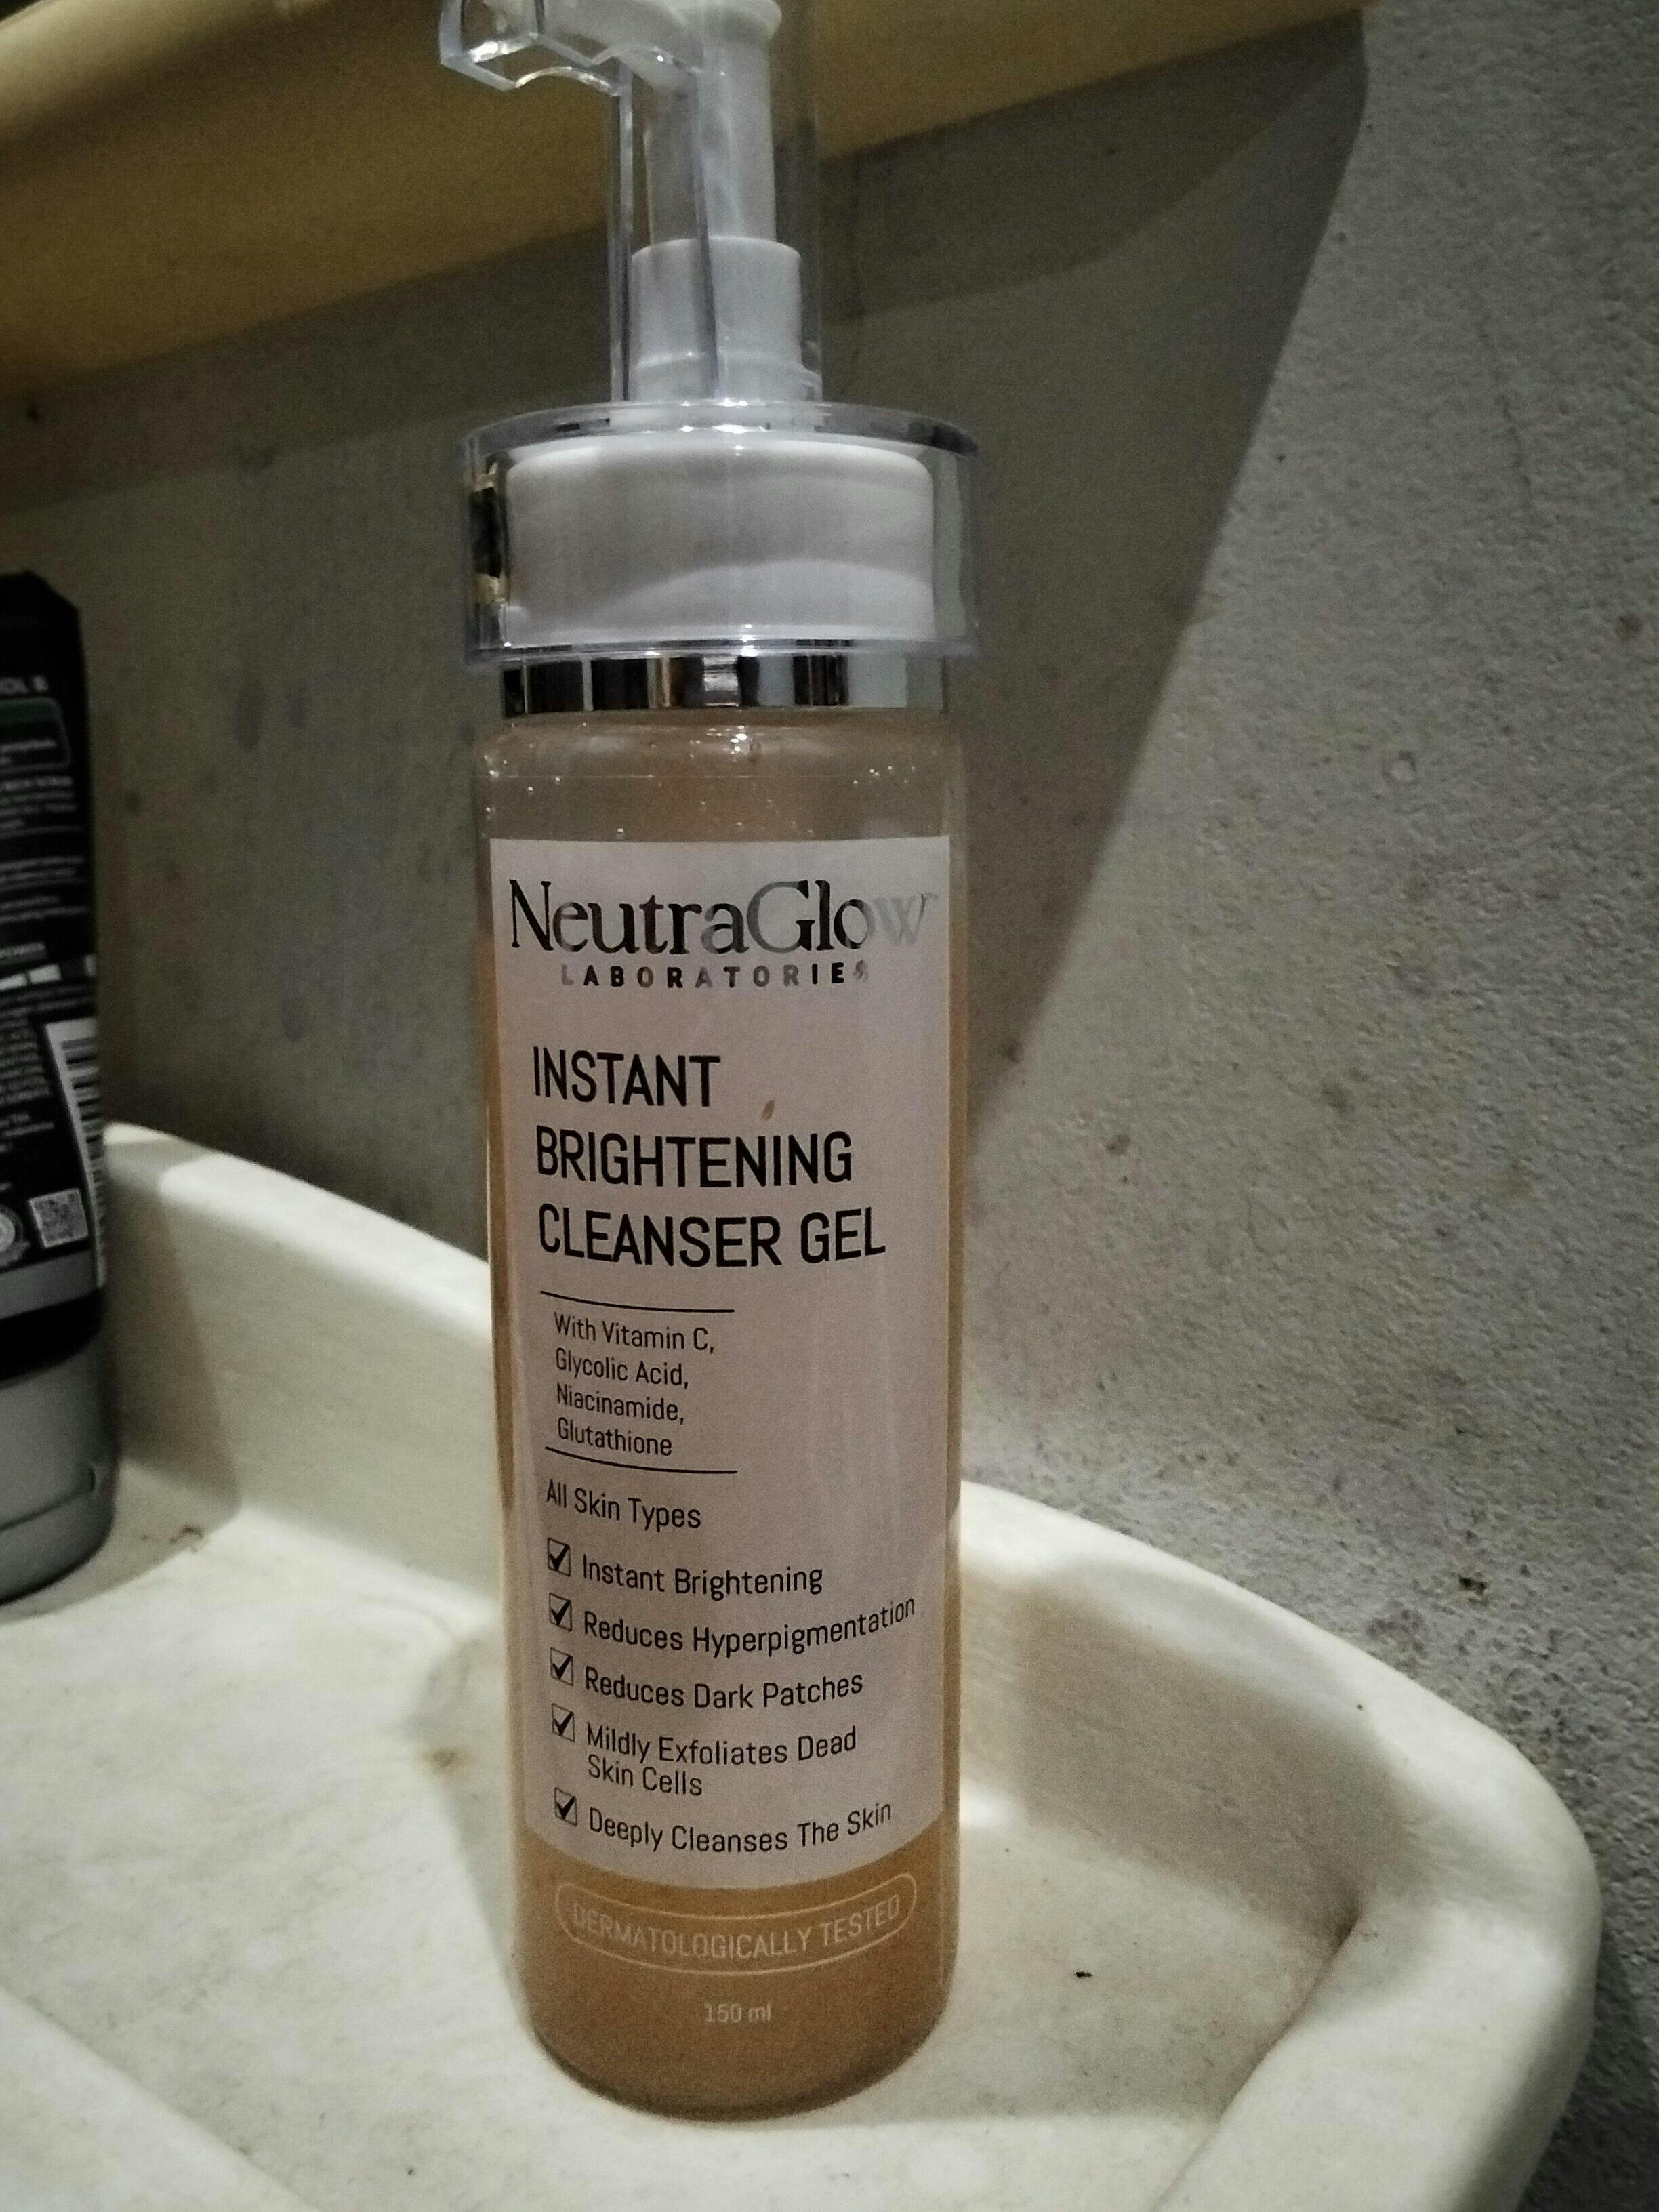 NeutraGlow
LABORATORIES
INSTANT
BRIGHTENING
CLEANSER GEL
With Vitamin C,
Glycolic Acid,
Niacinamide,
Glutathione
All Skin Types
Instant Brightening
Reduces Hyperpigmentation
Reduces Dark Patches
Mildly Exfoliates Dead
Skin Cells
Deeply Cleanses The Skin
DERMATOLOGICALLY TESTED
150 ml